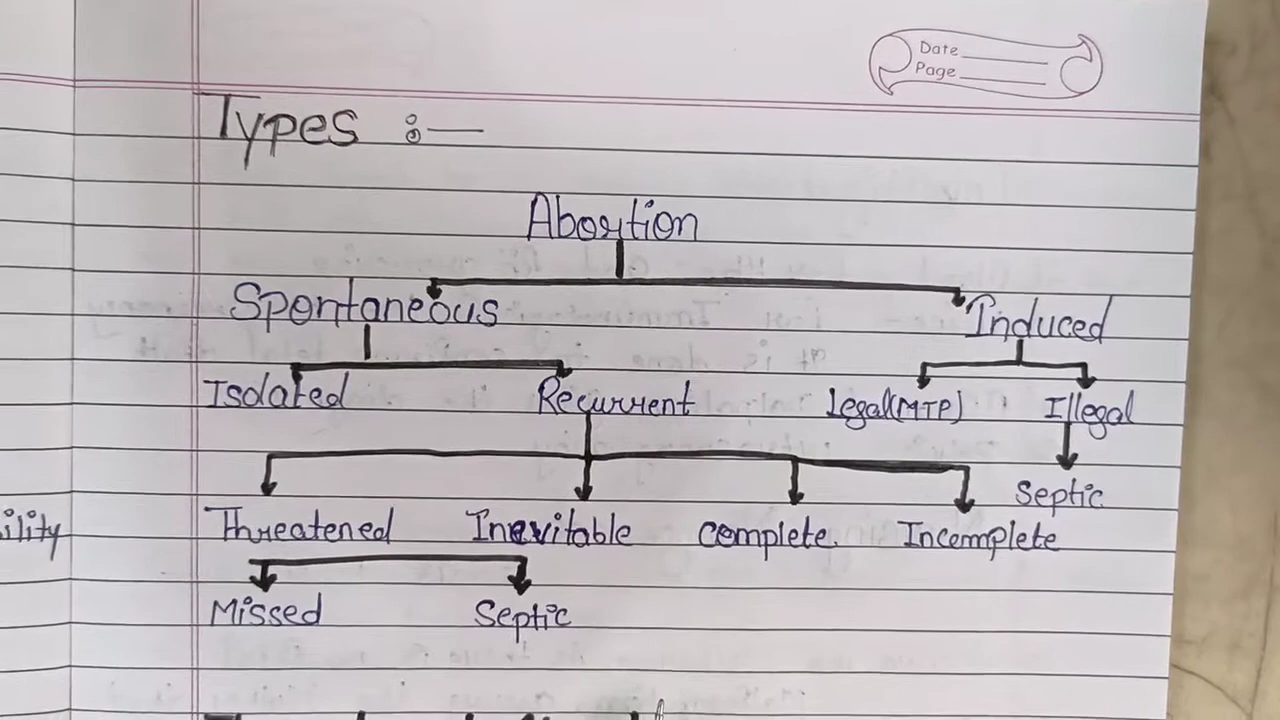 Date
Page
Types :—
Abortion
Spontaneous Induced
Isolated Recurrent Legal(MTP) Illegal
Septic
ility Threatened Inevitable complete. Incomplete
Missed Septic